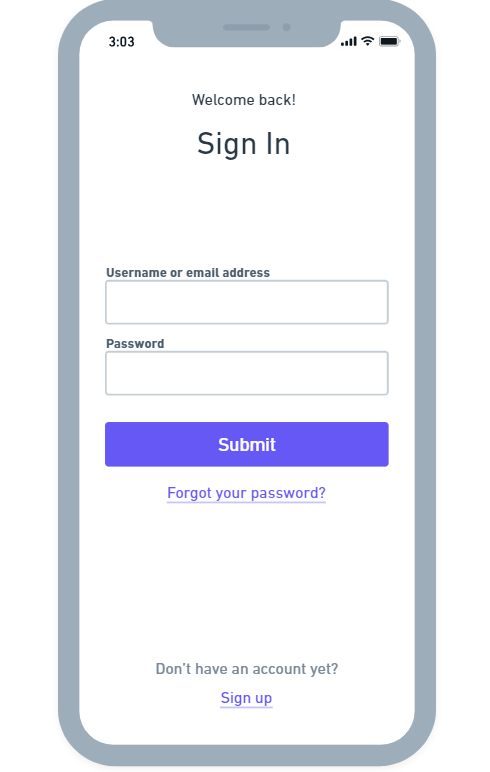 3:03
Welcome back!
Sign In
Username or email address
Password
Submit
Forgot your password?
Don't have an account yet?
Sign up